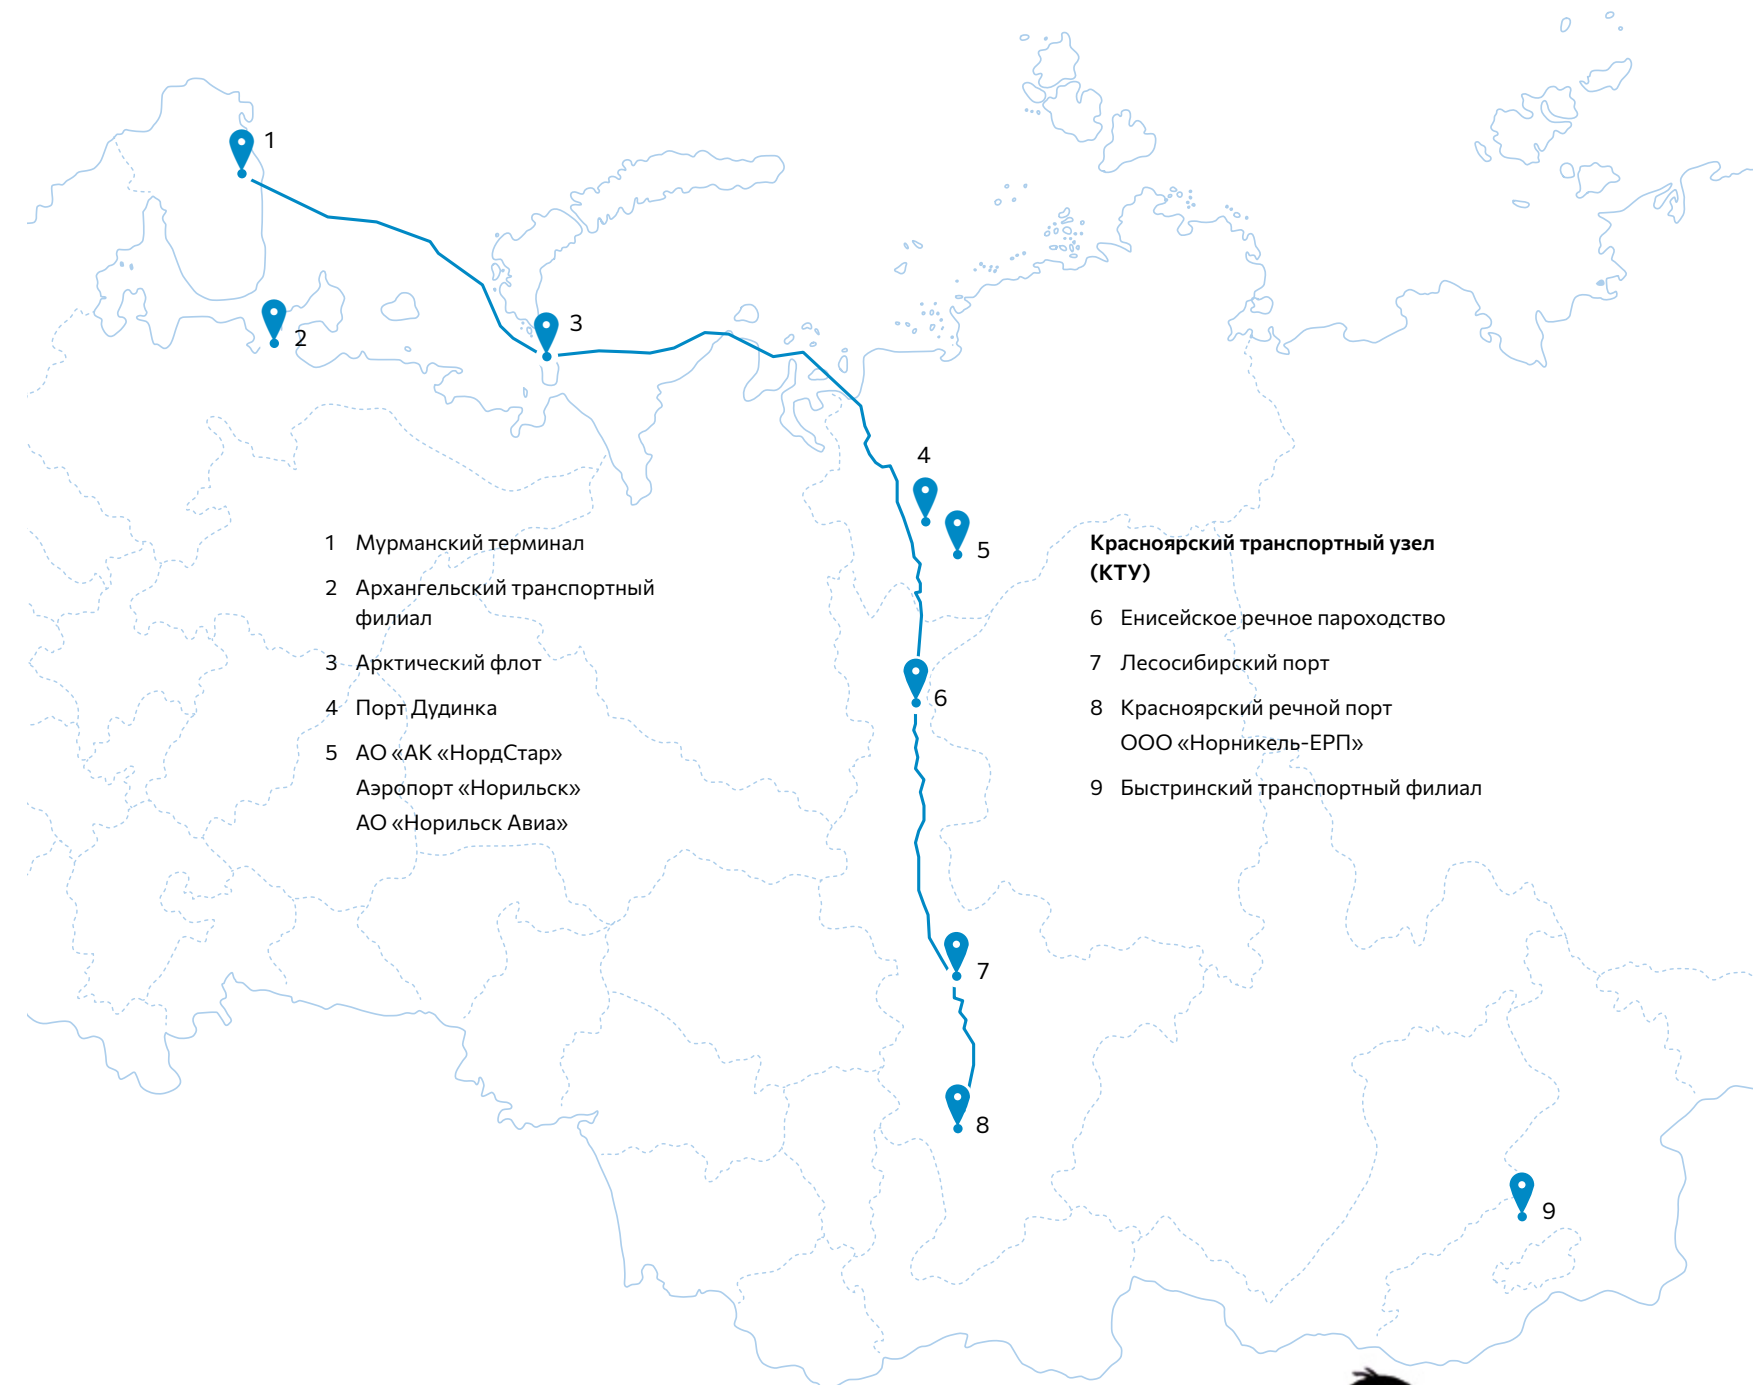 1
2
3
4
5
6
7
8
9
1 Мурманский терминал
2 Архангельский транспортный
филиал
3 Арктический флот
4 Порт Дудинка
5 АО «АК «НордСтар»
Аэропорт «Норильск»
АО «Норильск Авиа»
Красноярский транспортный узел
(КТУ)
6 Енисейское речное пароходство
7 Лесосибирский порт
8 Красноярский речной порт
ООО «Норникель-ЕРП»
9 Быстринский транспортный филиал